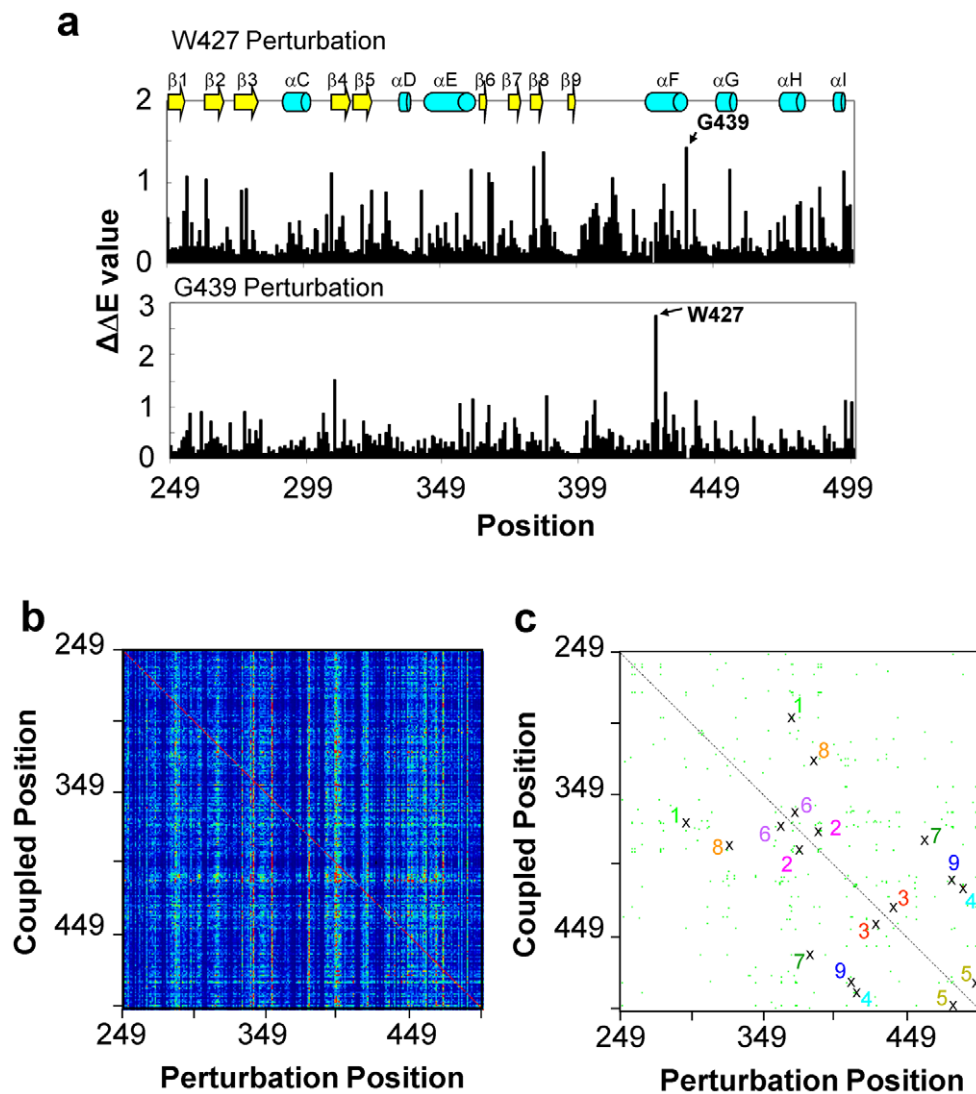 a
W427 Perturbation
β1 β2 β3 αC β4 β5 αD αE β6 β7 β8 β9 αF αG αH αI
2
G439
1
0
ΔΔE value
G439 Perturbation
3
W427
2
1
0
249 299 349 399 449 499
Position
b
249
349
449
Coupled Position
249 349 449
Perturbation Position
c
249
1
8
349
6
1 6 2
8 7
2
9
3 4
449 3
7
9 5
4 5
Coupled Position
249 349 449
Perturbation Position